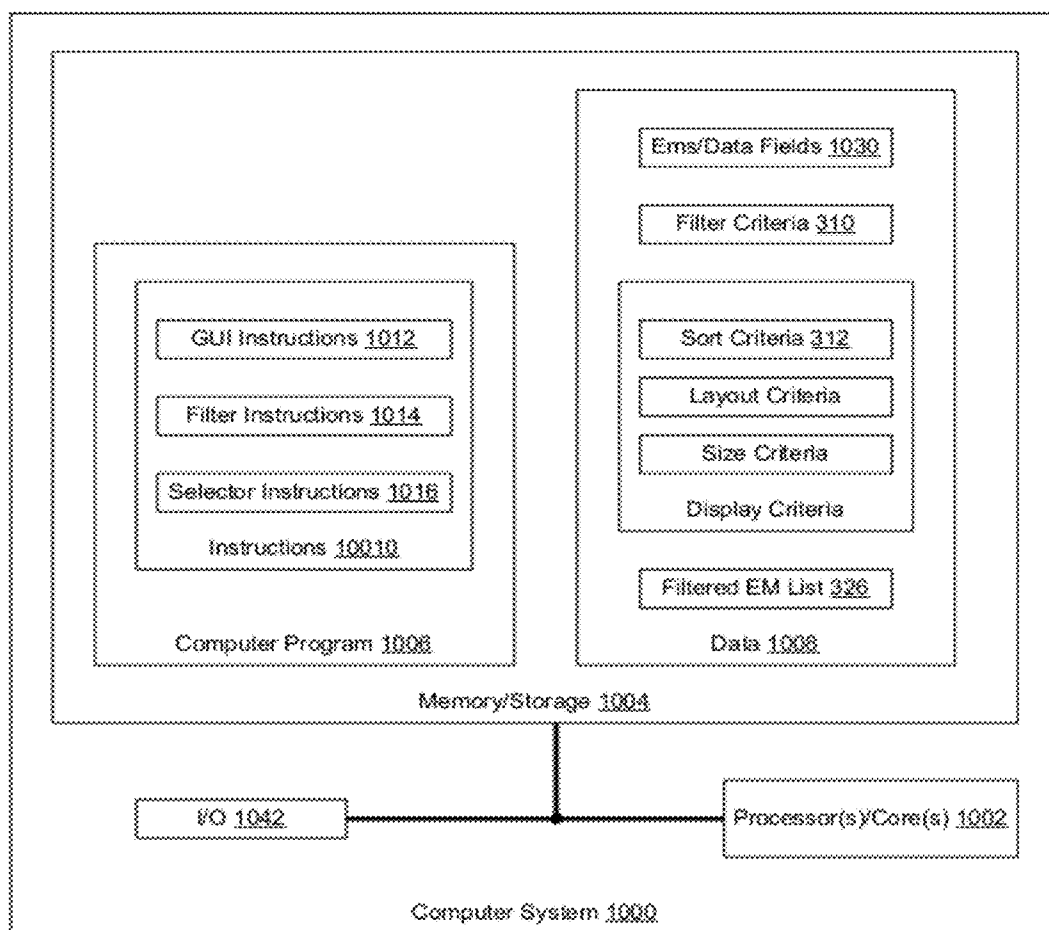 Ems/Data Fields 1030
Filter Criteria 310
GUI Instructions 1012
Filter Instructions 1014
Selector Instructions 1016
Instructions 10010
Computer Program 1006
Sort Criteria 312
Layout Criteria
Size Criteria
Display Criteria
Filtered EM List 326
Data 1008
Memory/Storage 1004
I/O 1042
Processor(s)/Core(s) 1002
Computer System 1000